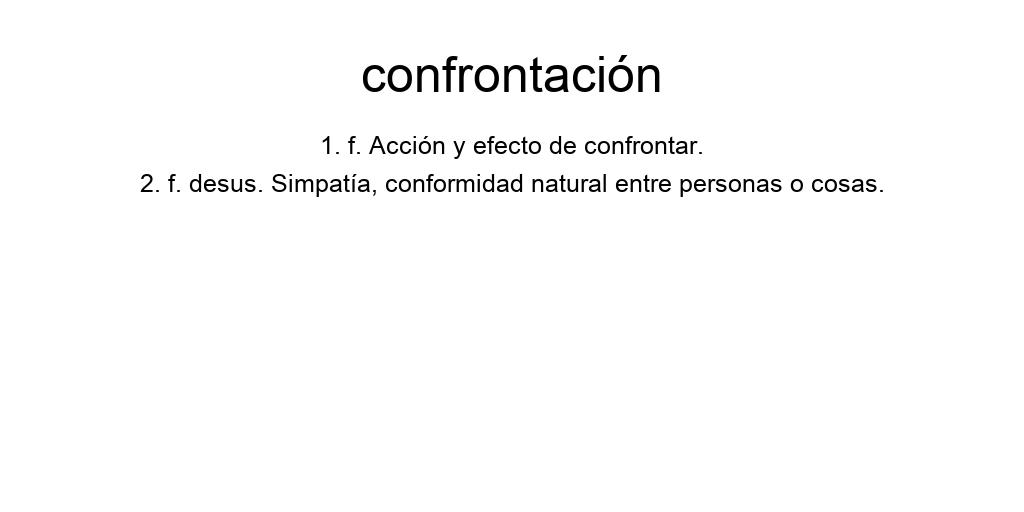 confrontación
1. f. Acción y efecto de confrontar.
2. f. desus. Simpatía, conformidad natural entre personas o cosas.